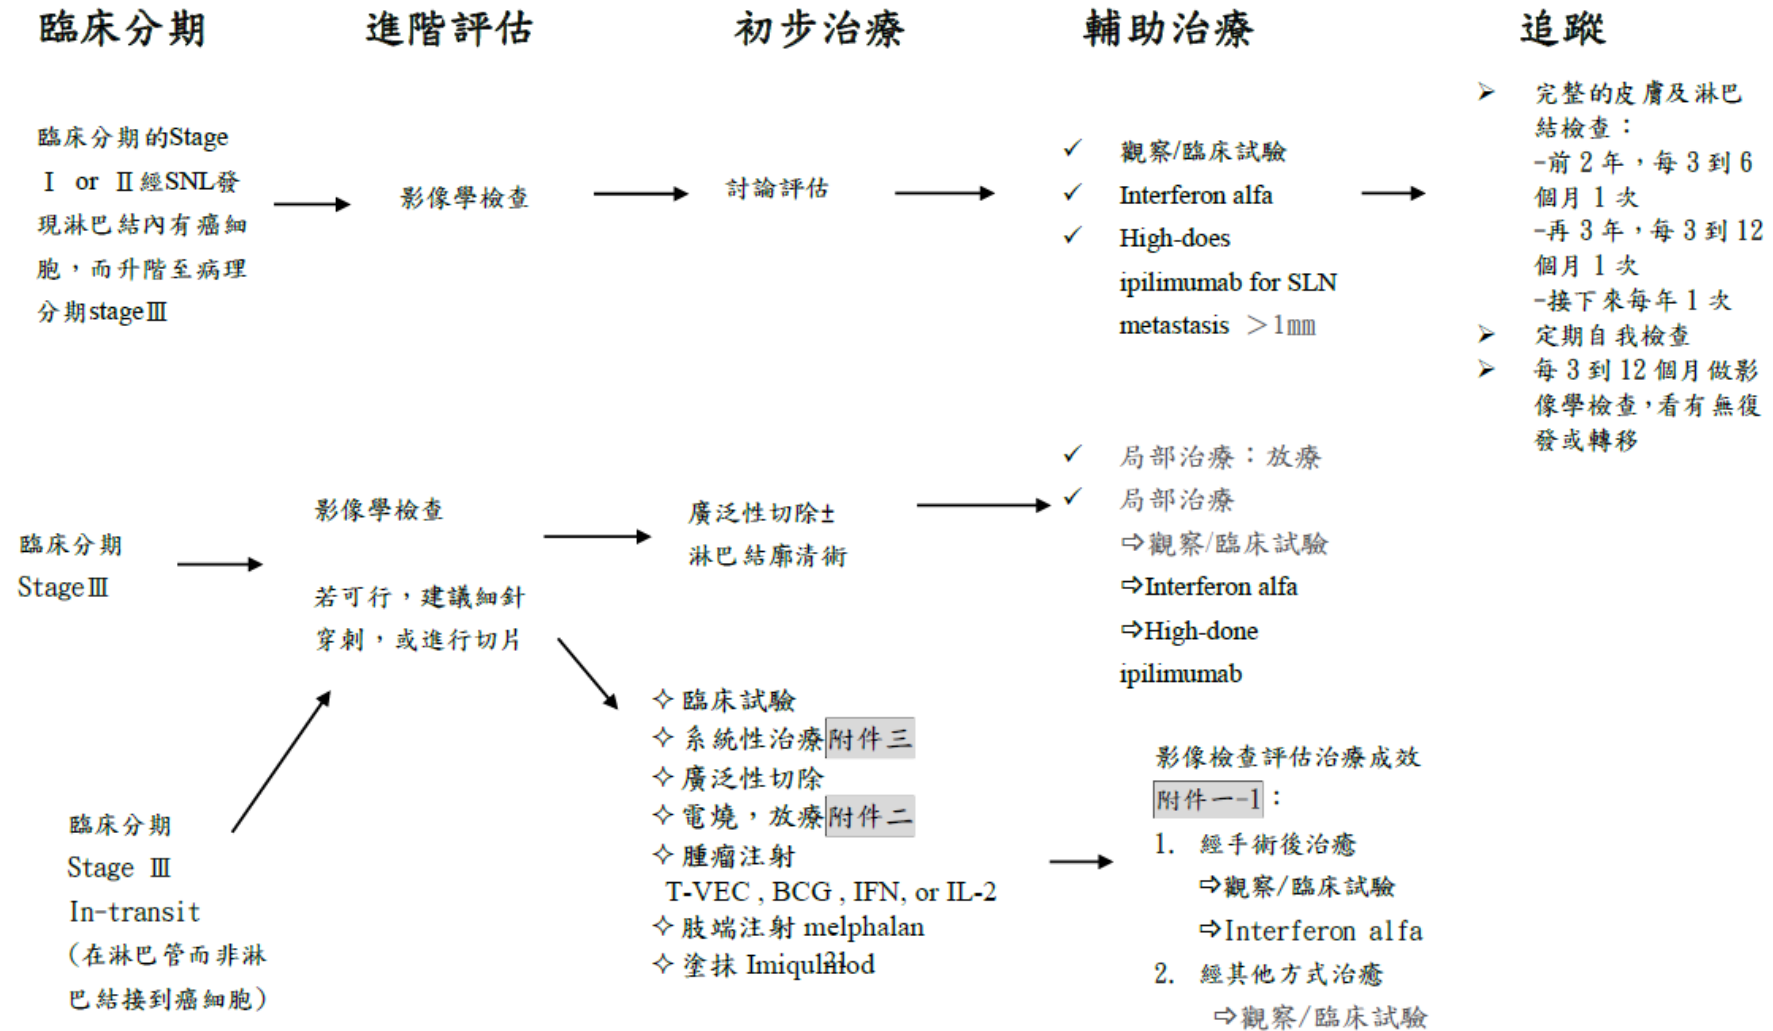 臨床分期
進階評估
初步治療
輔助治療
追蹤
臨床分期的Stage
Ⅰ or Ⅱ經SNL發
現淋巴結內有癌細
胞，而升階至病理
分期stageⅢ
影像學檢查
討論評估
✓ 觀察/臨床試驗
✓ Interferon alfa
✓ High-does
ipilimumab for SLN
metastasis ＞1㎜
➢ 完整的皮膚及淋巴
結檢查：
-前 2 年，每 3 到 6
個月 1 次
-再 3 年，每 3 到 12
個月 1 次
-接下來每年 1 次
➢ 定期自我檢查
➢ 每 3 到 12 個月做影
像學檢查，看有無復
發或轉移
臨床分期
StageⅢ
影像學檢查
若可行，建議細針
穿刺，或進行切片
廣泛性切除±
淋巴結廓清術
✓ 局部治療：放療
✓ 局部治療
⇨觀察/臨床試驗
⇨Interferon alfa
⇨High-done
ipilimumab
臨床分期
Stage Ⅲ
In-transit
(在淋巴管而非淋
巴結接到癌細胞)
✧ 臨床試驗
✧ 系統性治療附件三
✧ 廣泛性切除
✧ 電燒，放療附件二
✧ 腫瘤注射
T-VEC , BCG , IFN, or IL-2
✧ 肢端注射 melphalan
✧ 塗抹 Imiquimod
21
影像檢查評估治療成效
附件一-1：
1. 經手術後治癒
⇨觀察/臨床試驗
⇨Interferon alfa
2. 經其他方式治癒
⇨觀察/臨床試驗